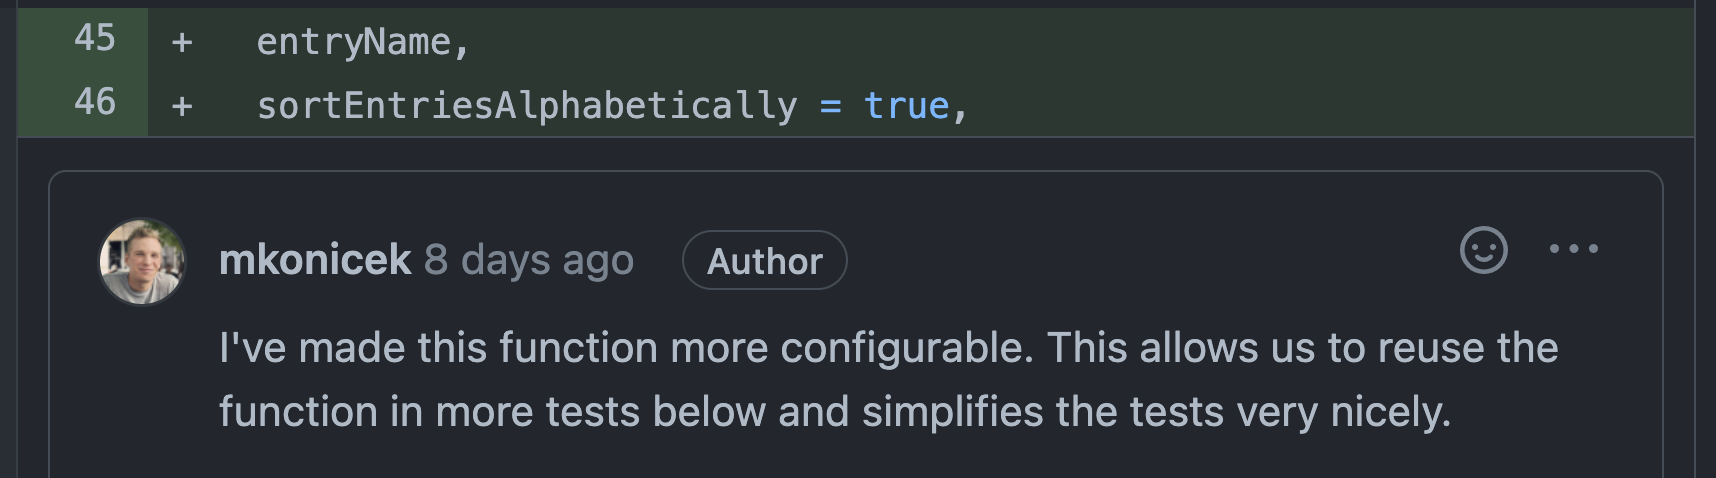 45 + entryName,
46 + sortEntriesAlphabetically = true,
mkonicek 8 days ago Author
I've made this function more configurable. This allows us to reuse the
function in more tests below and simplifies the tests very nicely.